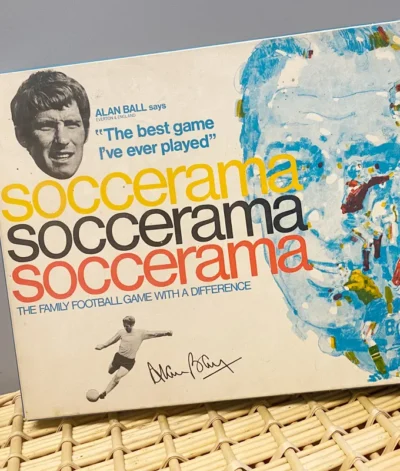 ALAN BALL says
EVERTON & ENGLAND
"The best game
I've ever played"
soccerama
soccerama
soccerama
THE FAMILY FOOTBALL GAME WITH A DIFFERENCE
Alan Ball